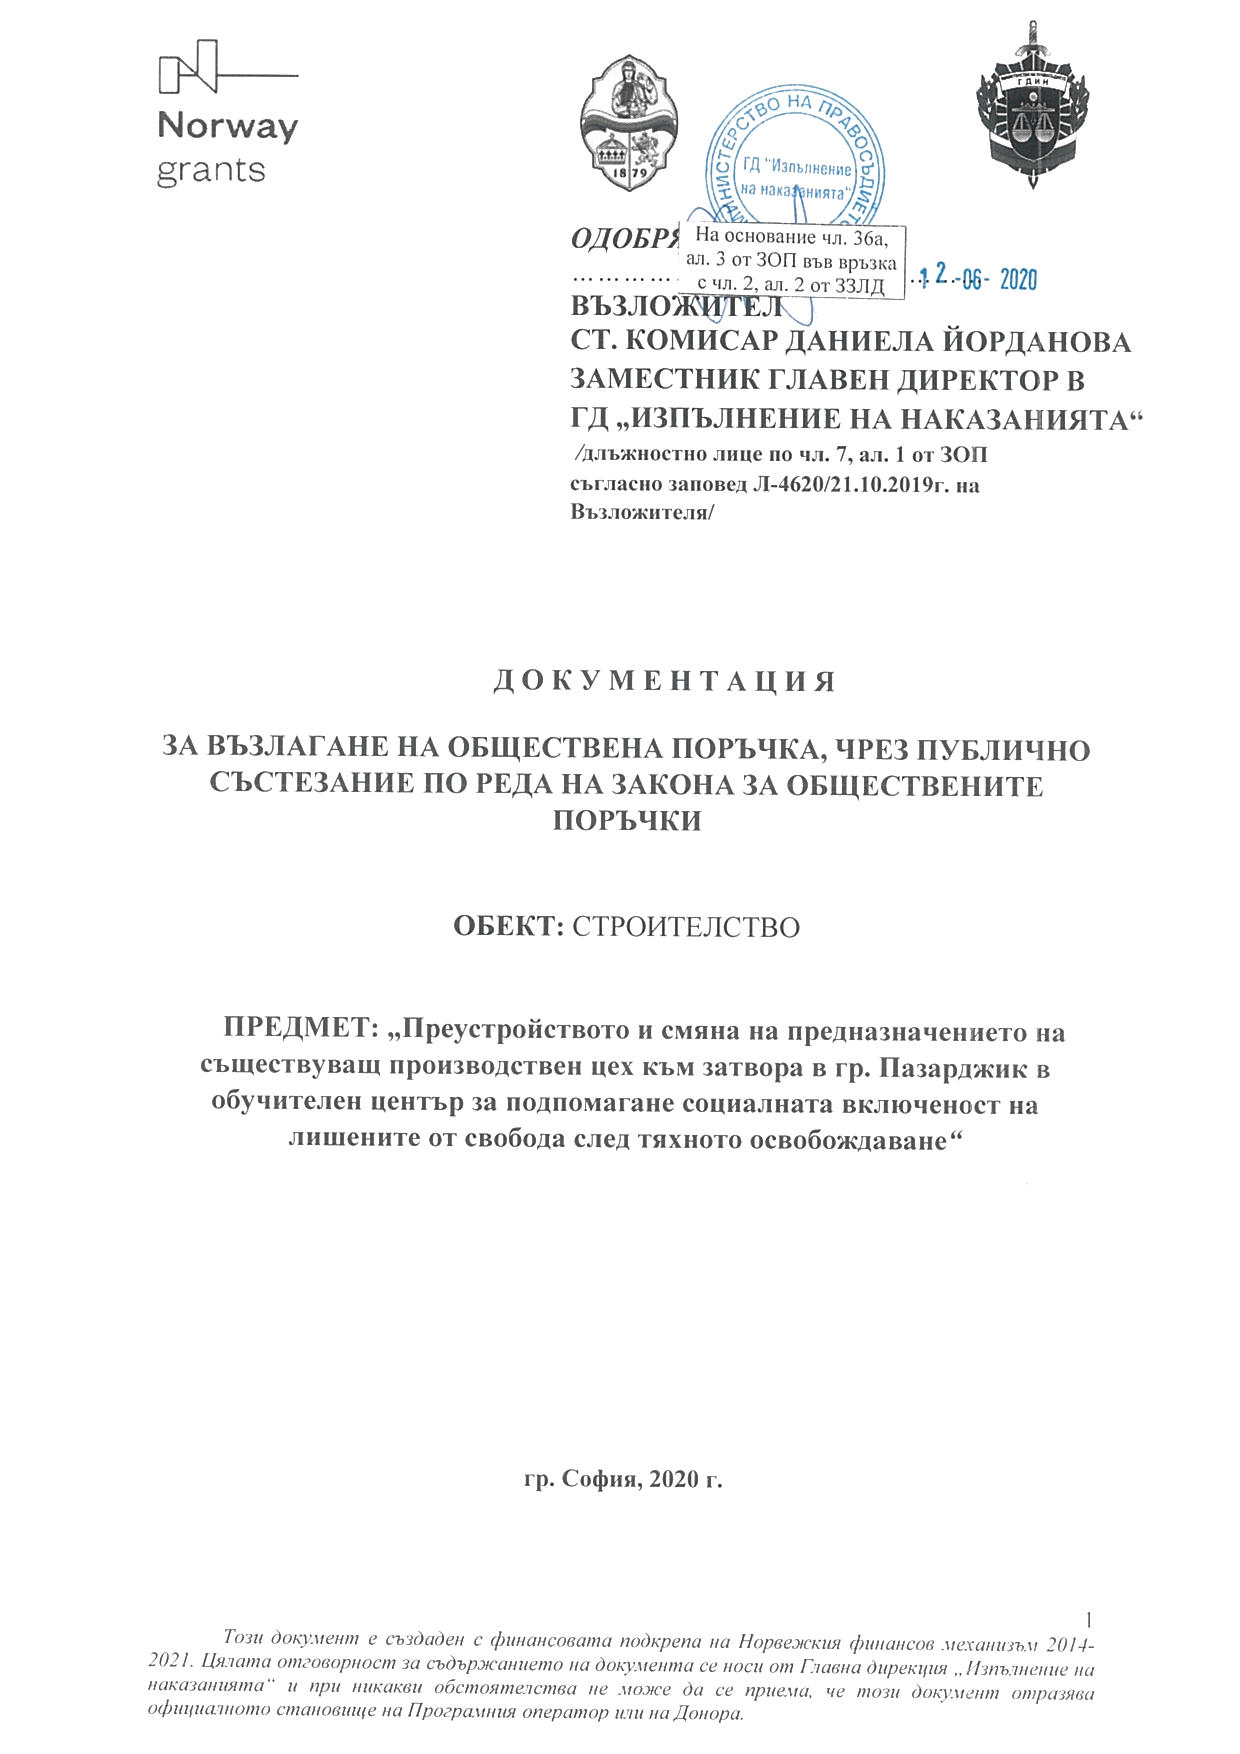 Norway
grants
1879
МИНИСТЕРСТВО НА ПРАВОСЪДИЕТО
ГДИН
МИНИСТЕРСТВО НА ПРАВОСЪДИЕТО
ГД "Изпълнение
на наказанията"
ОДОБРЯ
На основание чл. 36а,
ал. 3 от ЗОП във връзка
с чл. 2, ал. 2 от ЗЗЛД
12-06-2020
ВЪЗЛОЖИТЕЛ
СТ. КОМИСАР ДАНИЕЛА ЙОРДАНОВА
ЗАМЕСТНИК ГЛАВЕН ДИРЕКТОР В
ГД „ИЗПЪЛНЕНИЕ НА НАКАЗАНИЯТА“
/длъжностно лице по чл. 7, ал. 1 от ЗОП
съгласно заповед Л-4620/21.10.2019г. на
Възложителя/
Д О К У М Е Н Т А Ц И Я
ЗА ВЪЗЛАГАНЕ НА ОБЩЕСТВЕНА ПОРЪЧКА, ЧРЕЗ ПУБЛИЧНО
СЪСТЕЗАНИЕ ПО РЕДА НА ЗАКОНА ЗА ОБЩЕСТВЕНИТЕ
ПОРЪЧКИ
ОБЕКТ: СТРОИТЕЛСТВО
ПРЕДМЕТ: „Преустройството и смяна на предназначението на
съществуващ производствен цех към затвора в гр. Пазарджик в
обучителен център за подпомагане социалната включеност на
лишените от свобода след тяхното освобождаване“
гр. София, 2020 г.
1
Този документ е създаден с финансовата подкрепа на Норвежкия финансов механизъм 2014-
2021. Цялата отговорност за съдържанието на документа се носи от Главна дирекция „Изпълнение на
наказанията“ и при никакви обстоятелства не може да се приема, че този документ отразява
официалното становище на Програмния оператор или на Донора.